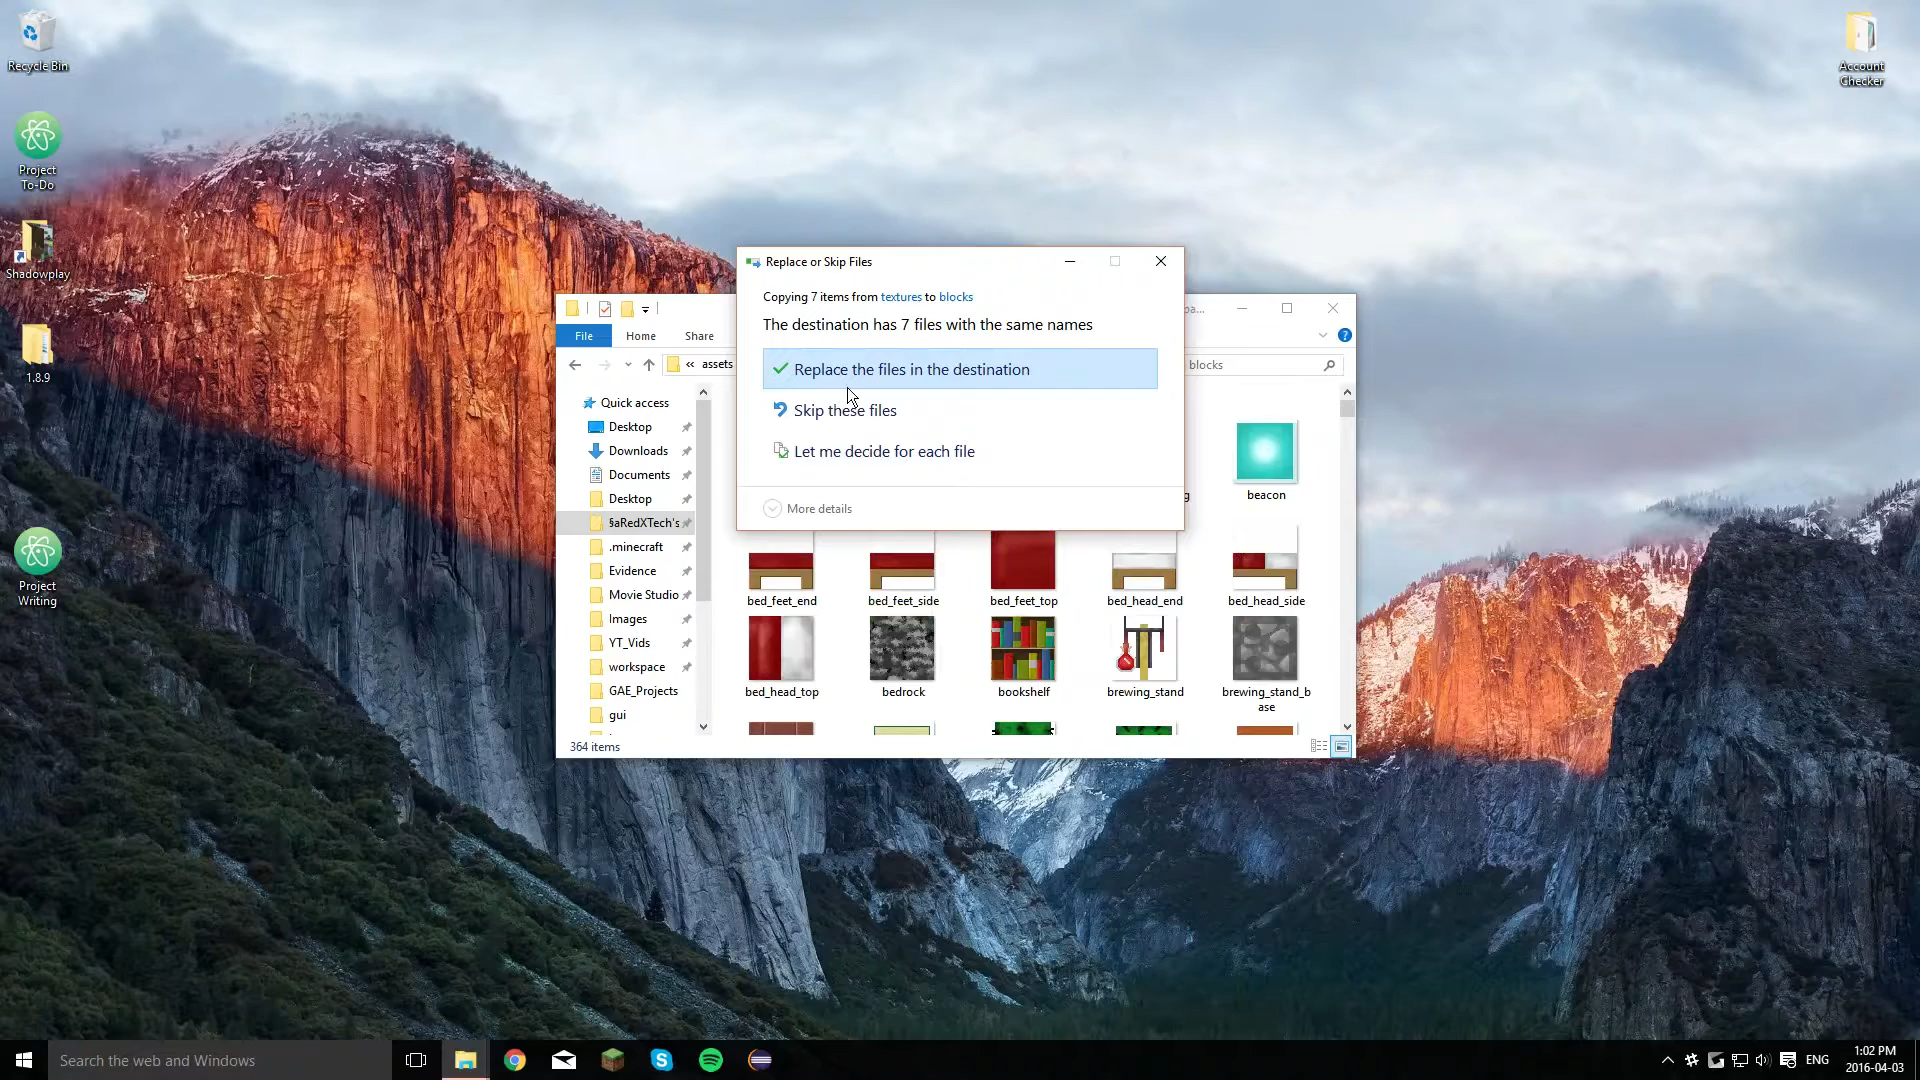 Recycle Bin
Account
Checker
Project
To-Do
Shadowplay
1.8.9
Project
Writing
Replace or Skip Files
Copying 7 items from textures to blocks
The destination has 7 files with the same names
Replace the files in the destination
Skip these files
Let me decide for each file
More details
File
Home
Share
« assets
blocks
Quick access
Desktop
Downloads
Documents
Desktop
§aRedXTech's
.minecraft
Evidence
Movie Studio
Images
YT_Vids
workspace
GAE_Projects
gui
beacon
bed_feet_end
bed_feet_side
bed_feet_top
bed_head_end
bed_head_side
bed_head_top
bedrock
bookshelf
brewing_stand
brewing_stand_b
ase
364 items
Search the web and Windows
ENG
1:02 PM
2016-04-03